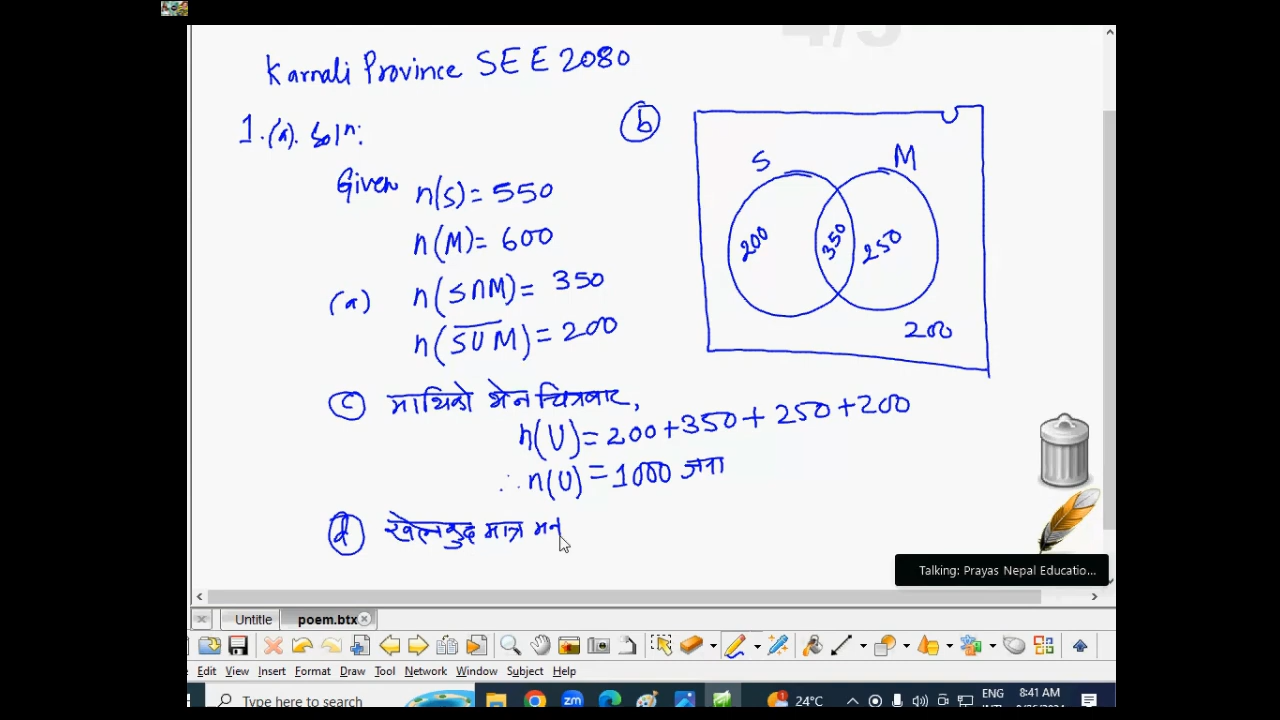 Karnali Province SEE 2080
1.(a). Soln:
Given n(S) = 550
n(M) = 600
(a) n(S∩M) = 350
n(S̅U̅M̅) = 200
(b)
S M
200 350 250
200
(c) माथिको भेनचित्रबाट,
n(U) = 200 + 350 + 250 + 200
∴ n(U) = 1000 जना
(d) खेलकुद मात्र मन
Talking: Prayas Nepal Educatio...
Untitle poem.btx
Edit View Insert Format Draw Tool Network Window Subject Help
Type here to search
24°C ENG 8:41 AM